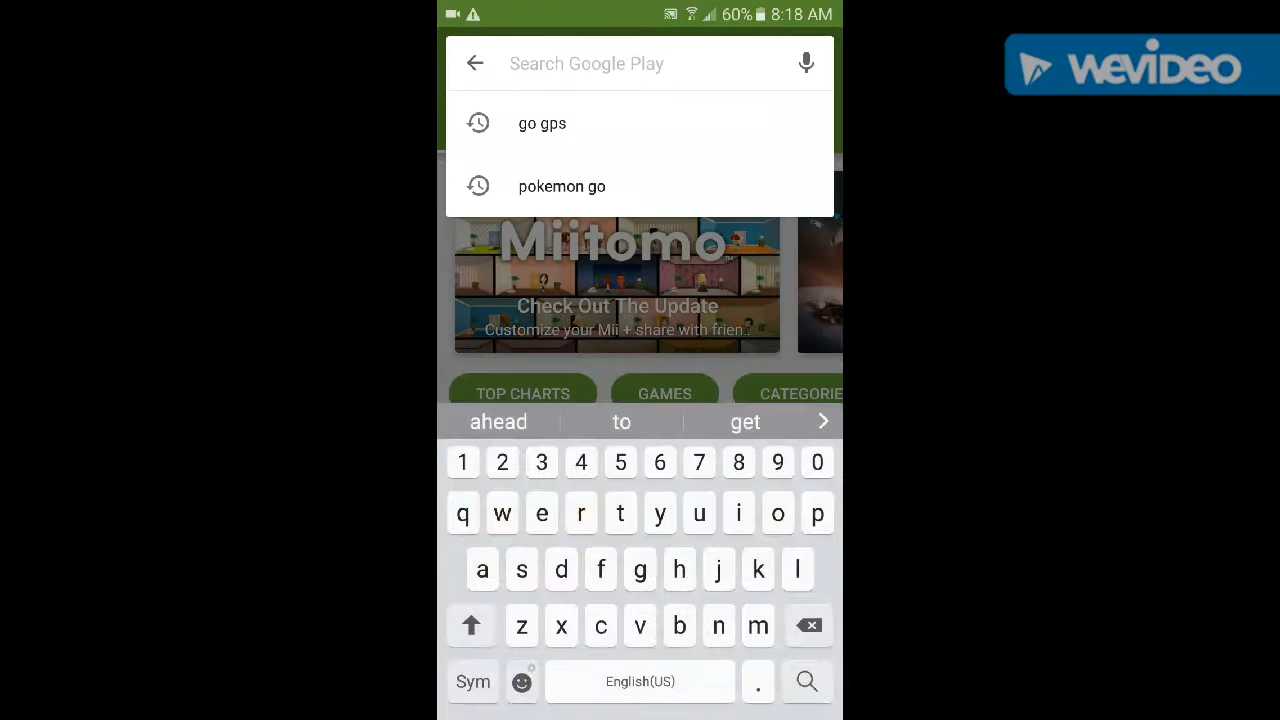 60% 8:18 AM
WEVIDEO
Search Google Play
go gps
pokemon go
Miitomo
Check Out The Update
Customize your Mii + share with frien..
TOP CHARTS GAMES CATEGORIE
ahead to get
1 2 3 4 5 6 7 8 9 0
q w e r t y u i o p
a s d f g h j k l
z x c v b n m
Sym English(US) .